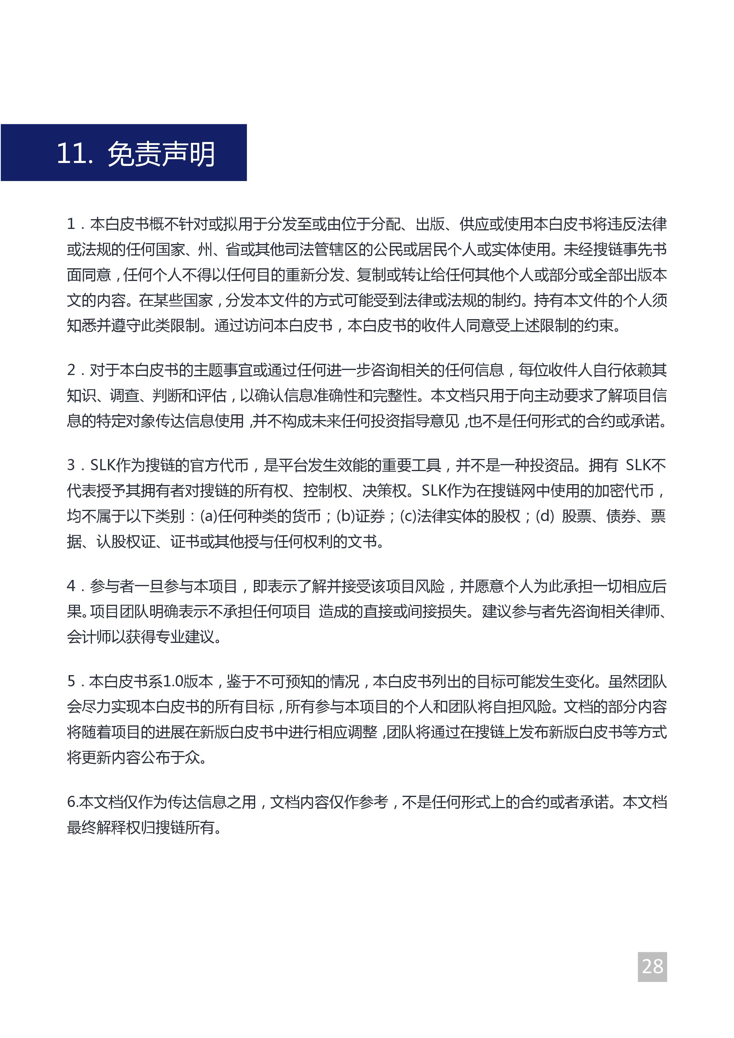 11. 免责声明
1．本白皮书概不针对或拟用于分发至或由位于分配、出版、供应或使用本白皮书将违反法律
或法规的任何国家、州、省或其他司法管辖区的公民或居民个人或实体使用。未经搜链事先书
面同意，任何个人不得以任何目的重新分发、复制或转让给任何其他个人或部分或全部出版本
文的内容。在某些国家，分发本文件的方式可能受到法律或法规的制约。持有本文件的个人须
知悉并遵守此类限制。通过访问本白皮书，本白皮书的收件人同意受上述限制的约束。
2．对于本白皮书的主题事宜或通过任何进一步咨询相关的任何信息，每位收件人自行依赖其
知识、调查、判断和评估，以确认信息准确性和完整性。本文档只用于向主动要求了解项目信
息的特定对象传达信息使用，并不构成未来任何投资指导意见，也不是任何形式的合约或承诺。
3．SLK作为搜链的官方代币，是平台发生效能的重要工具，并不是一种投资品。拥有 SLK不
代表授予其拥有者对搜链的所有权、控制权、决策权。SLK作为在搜链网中使用的加密代币，
均不属于以下类别：(a)任何种类的货币；(b)证券；(c)法律实体的股权；(d) 股票、债券、票
据、认股权证、证书或其他授与任何权利的文书。
4．参与者一旦参与本项目，即表示了解并接受该项目风险，并愿意个人为此承担一切相应后
果。项目团队明确表示不承担任何项目 造成的直接或间接损失。建议参与者先咨询相关律师、
会计师以获得专业建议。
5．本白皮书系1.0版本，鉴于不可预知的情况，本白皮书列出的目标可能发生变化。虽然团队
会尽力实现本白皮书的所有目标，所有参与本项目的个人和团队将自担风险。文档的部分内容
将随着项目的进展在新版白皮书中进行相应调整，团队将通过在搜链上发布新版白皮书等方式
将更新内容公布于众。
6.本文档仅作为传达信息之用，文档内容仅作参考，不是任何形式上的合约或者承诺。本文档
最终解释权归搜链所有。
28